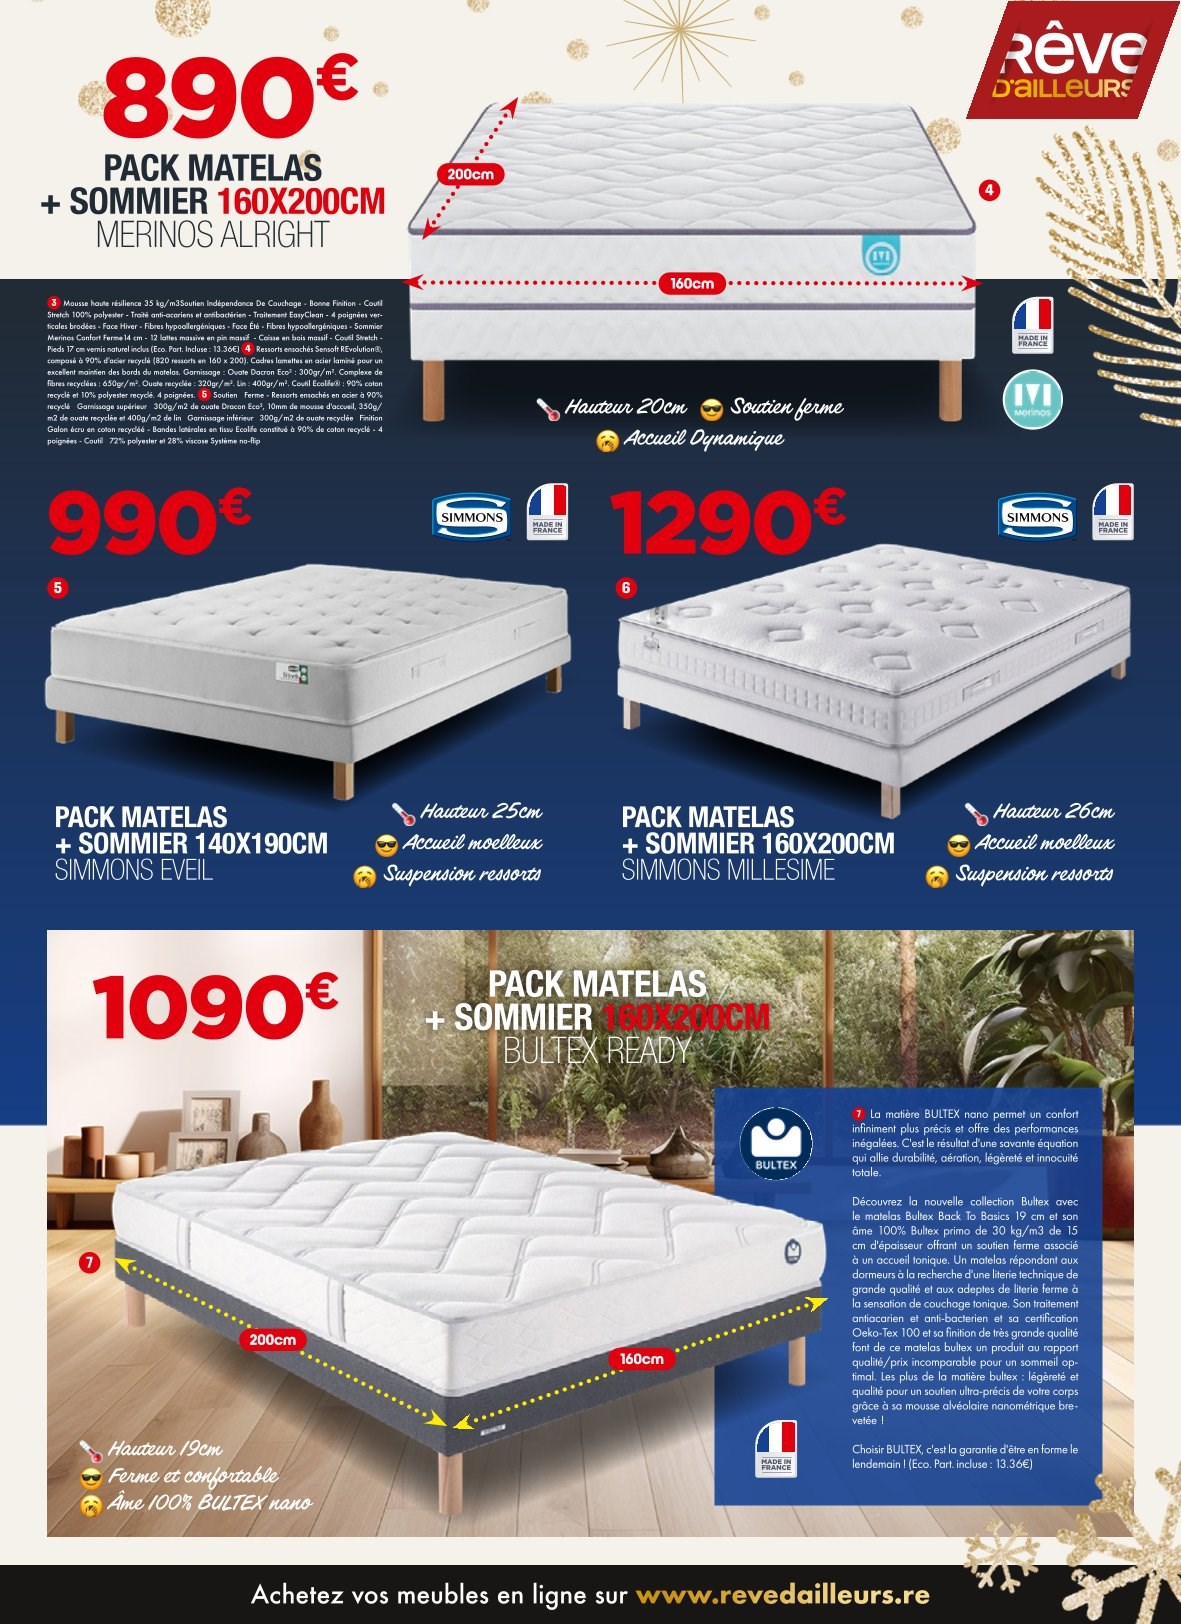 RÊVE
D'AILLEURS
890€
PACK MATELAS
+ SOMMIER 160X200CM
MERINOS ALRIGHT
200cm
4
160cm
merinos
MADE IN
FRANCE
merinos
Hauteur 20cm
Soutien ferme
Accueil Dynamique
3 Mousse haute résilience 35 kg/m3Soutien Indépendance De Couchage - Bonne Finition - Coutil
Stretch 100% polyester - Traité anti-acariens et antibactérien - Traitement EasyClean - 4 poignées ver-
ticales brodées - Face Hiver - Fibres hypoallergéniques - Face Été - Fibres hypoallergéniques - Sommier
Merinos Confort Ferme14 cm - 12 lattes massive en pin massif - Caisse en bois massif - Coutil Stretch -
Pieds 17 cm vernis naturel inclus (Eco. Part. Incluse : 13.36€) 4 Ressorts ensachés Sensoft REvolution®,
composé à 90% d'acier recyclé (820 ressorts en 160 x 200). Cadres lamettes en acier laminé pour un
excellent maintien des bords du matelas. Garnissage : Ouate Dacron Eco² : 300gr/m². Complexe de
fibres recyclées : 650gr/m². Ouate recyclée : 320gr/m². Lin : 400gr/m². Coutil Ecolife® : 90% coton
recyclé et 10% polyester recyclé. 4 poignées. 5 Soutien Ferme - Ressorts ensachés en acier à 90%
recyclé Garnissage supérieur 300g/m2 de ouate Dracon Eco², 10mm de mousse d'accueil, 350g/
m2 de ouate recyclée et 400g/m2 de lin Garnissage inférieur 300g/m2 de ouate recyclée Finition
Galon écru en coton recycléé - Bandes latérales en tissu Ecolife constitué à 90% de coton recyclé - 4
poignées - Coutil 72% polyester et 28% viscose Système no-flip
990€
SIMMONS
MADE IN
FRANCE
5
PACK MATELAS
+ SOMMIER 140X190CM
SIMMONS EVEIL
Hauteur 25cm
Accueil moelleux
Suspension ressorts
1290€
SIMMONS
MADE IN
FRANCE
6
PACK MATELAS
+ SOMMIER 160X200CM
SIMMONS MILLESIME
Hauteur 26cm
Accueil moelleux
Suspension ressorts
1090€
PACK MATELAS
+ SOMMIER 160X200CM
BULTEX READY
7
200cm
160cm
Hauteur 19cm
Ferme et confortable
Âme 100% BULTEX nano
BULTEX
MADE IN
FRANCE
7 La matière BULTEX nano permet un confort
infiniment plus précis et offre des performances
inégalées. C'est le résultat d'une savante équation
qui allie durabilité, aération, légèreté et innocuité
totale.
Découvrez la nouvelle collection Bultex avec
le matelas Bultex Back To Basics 19 cm et son
âme 100% Bultex primo de 30 kg/m3 de 15
cm d'épaisseur offrant un soutien ferme associé
à un accueil tonique. Un matelas répondant aux
dormeurs à la recherche d'une literie technique de
grande qualité et aux adeptes de literie ferme à
la sensation de couchage tonique. Son traitement
antiacarien et anti-bacterien et sa certification
Oeko-Tex 100 et sa finition de très grande qualité
font de ce matelas bultex un produit au rapport
qualité/prix incomparable pour un sommeil op-
timal. Les plus de la matière bultex : légèreté et
qualité pour un soutien ultra-précis de votre corps
grâce à sa mousse alvéolaire nanométrique bre-
vetée !
Choisir BULTEX, c'est la garantie d'être en forme le
lendemain ! (Eco. Part. incluse : 13.36€)
Achetez vos meubles en ligne sur www.revedailleurs.re